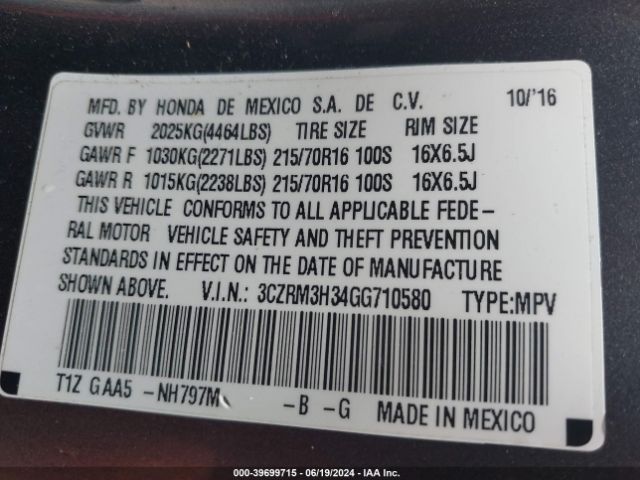 MFD. BY HONDA DE MEXICO S.A. DE C.V. 10/'16
GVWR 2025KG(4464LBS) TIRE SIZE RIM SIZE
GAWR F 1030KG(2271LBS) 215/70R16 100S 16X6.5J
GAWR R 1015KG(2238LBS) 215/70R16 100S 16X6.5J
THIS VEHICLE CONFORMS TO ALL APPLICABLE FEDE-
RAL MOTOR VEHICLE SAFETY AND THEFT PREVENTION
STANDARDS IN EFFECT ON THE DATE OF MANUFACTURE
SHOWN ABOVE. V.I.N.: 3CZRM3H34GG710580 TYPE:MPV
T1Z GAA5 -NH797M -B -G MADE IN MEXICO
000-39699715 - 06/19/2024 - IAA Inc.